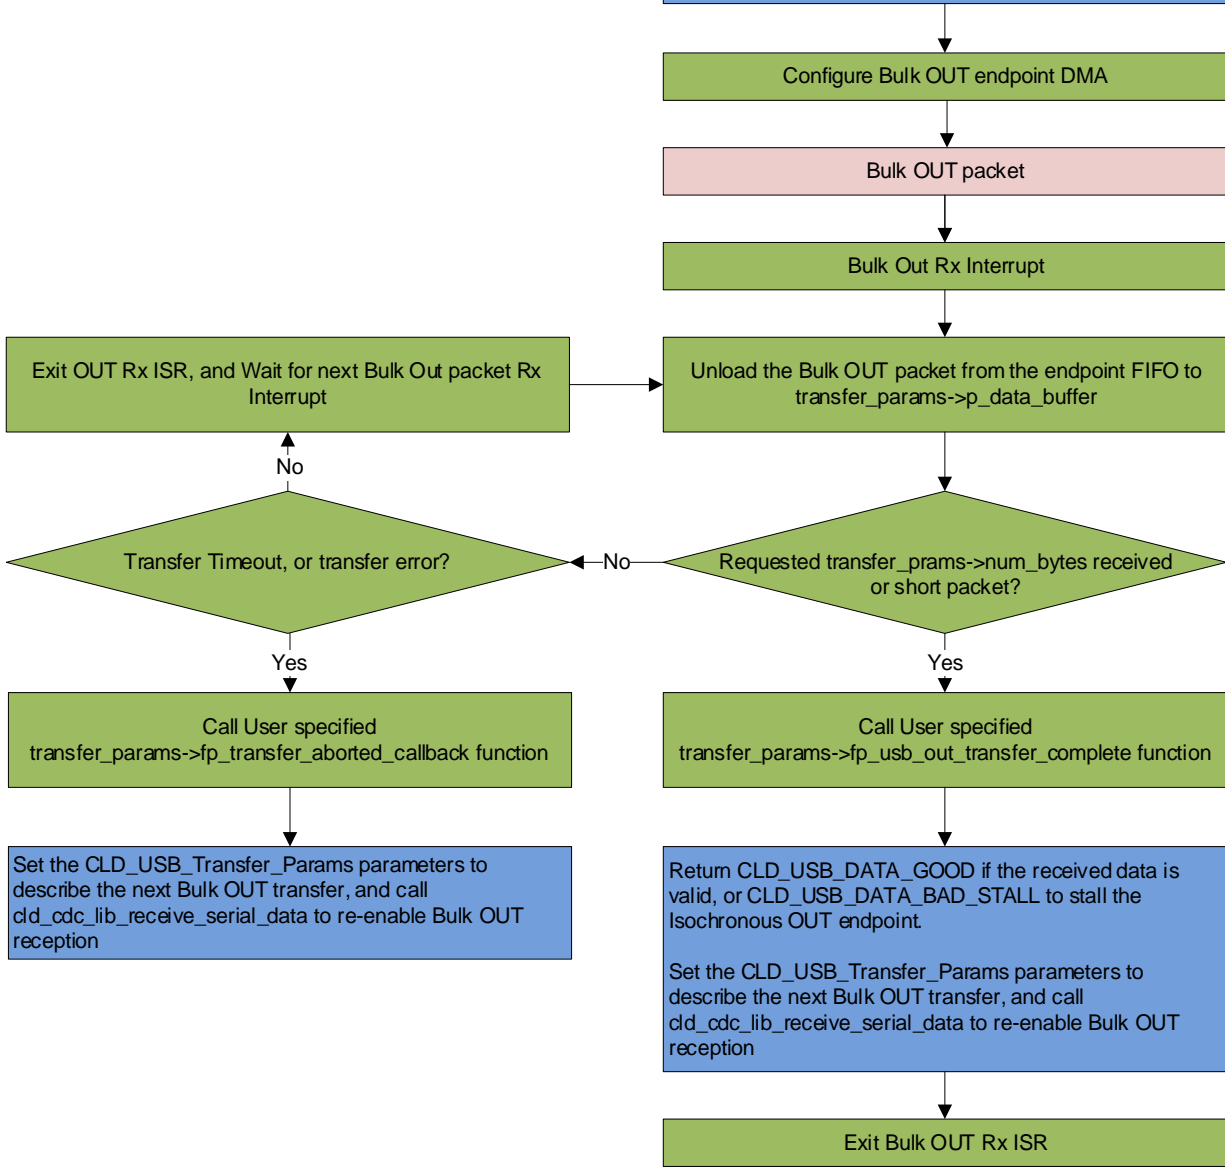 Configure Bulk OUT endpoint DMA
Bulk OUT packet
Bulk Out Rx Interrupt
Exit OUT Rx ISR, and Wait for next Bulk Out packet Rx
Interrupt
Unload the Bulk OUT packet from the endpoint FIFO to
transfer_params->p_data_buffer
No
Transfer Timeout, or transfer error?
No
Requested transfer_prams->num_bytes received
or short packet?
Yes
Yes
Call User specified
transfer_params->fp_transfer_aborted_callback function
Call User specified
transfer_params->fp_usb_out_transfer_complete function
Set the CLD_USB_Transfer_Params parameters to
describe the next Bulk OUT transfer, and call
cld_cdc_lib_receive_serial_data to re-enable Bulk OUT
reception
Return CLD_USB_DATA_GOOD if the received data is
valid, or CLD_USB_DATA_BAD_STALL to stall the
Isochronous OUT endpoint.
Set the CLD_USB_Transfer_Params parameters to
describe the next Bulk OUT transfer, and call
cld_cdc_lib_receive_serial_data to re-enable Bulk OUT
reception
Exit Bulk OUT Rx ISR